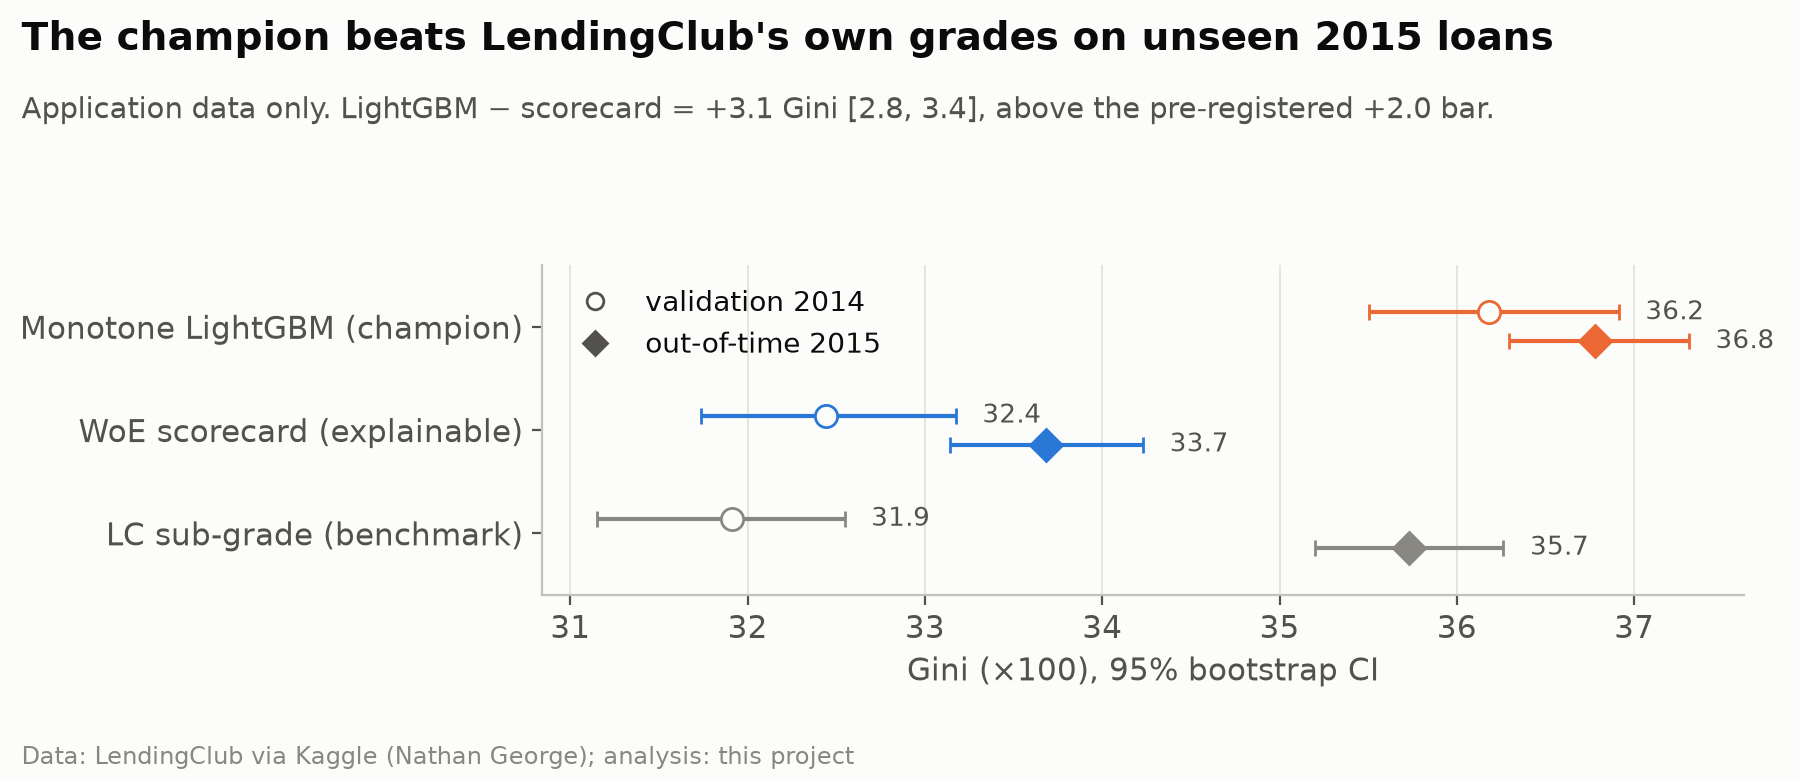 The champion beats LendingClub's own grades on unseen 2015 loans
Application data only. LightGBM − scorecard = +3.1 Gini [2.8, 3.4], above the pre-registered +2.0 bar.
validation 2014
out-of-time 2015
Monotone LightGBM (champion)
36.2
36.8
WoE scorecard (explainable)
32.4
33.7
LC sub-grade (benchmark)
31.9
35.7
31 32 33 34 35 36 37
Gini (×100), 95% bootstrap CI
Data: LendingClub via Kaggle (Nathan George); analysis: this project